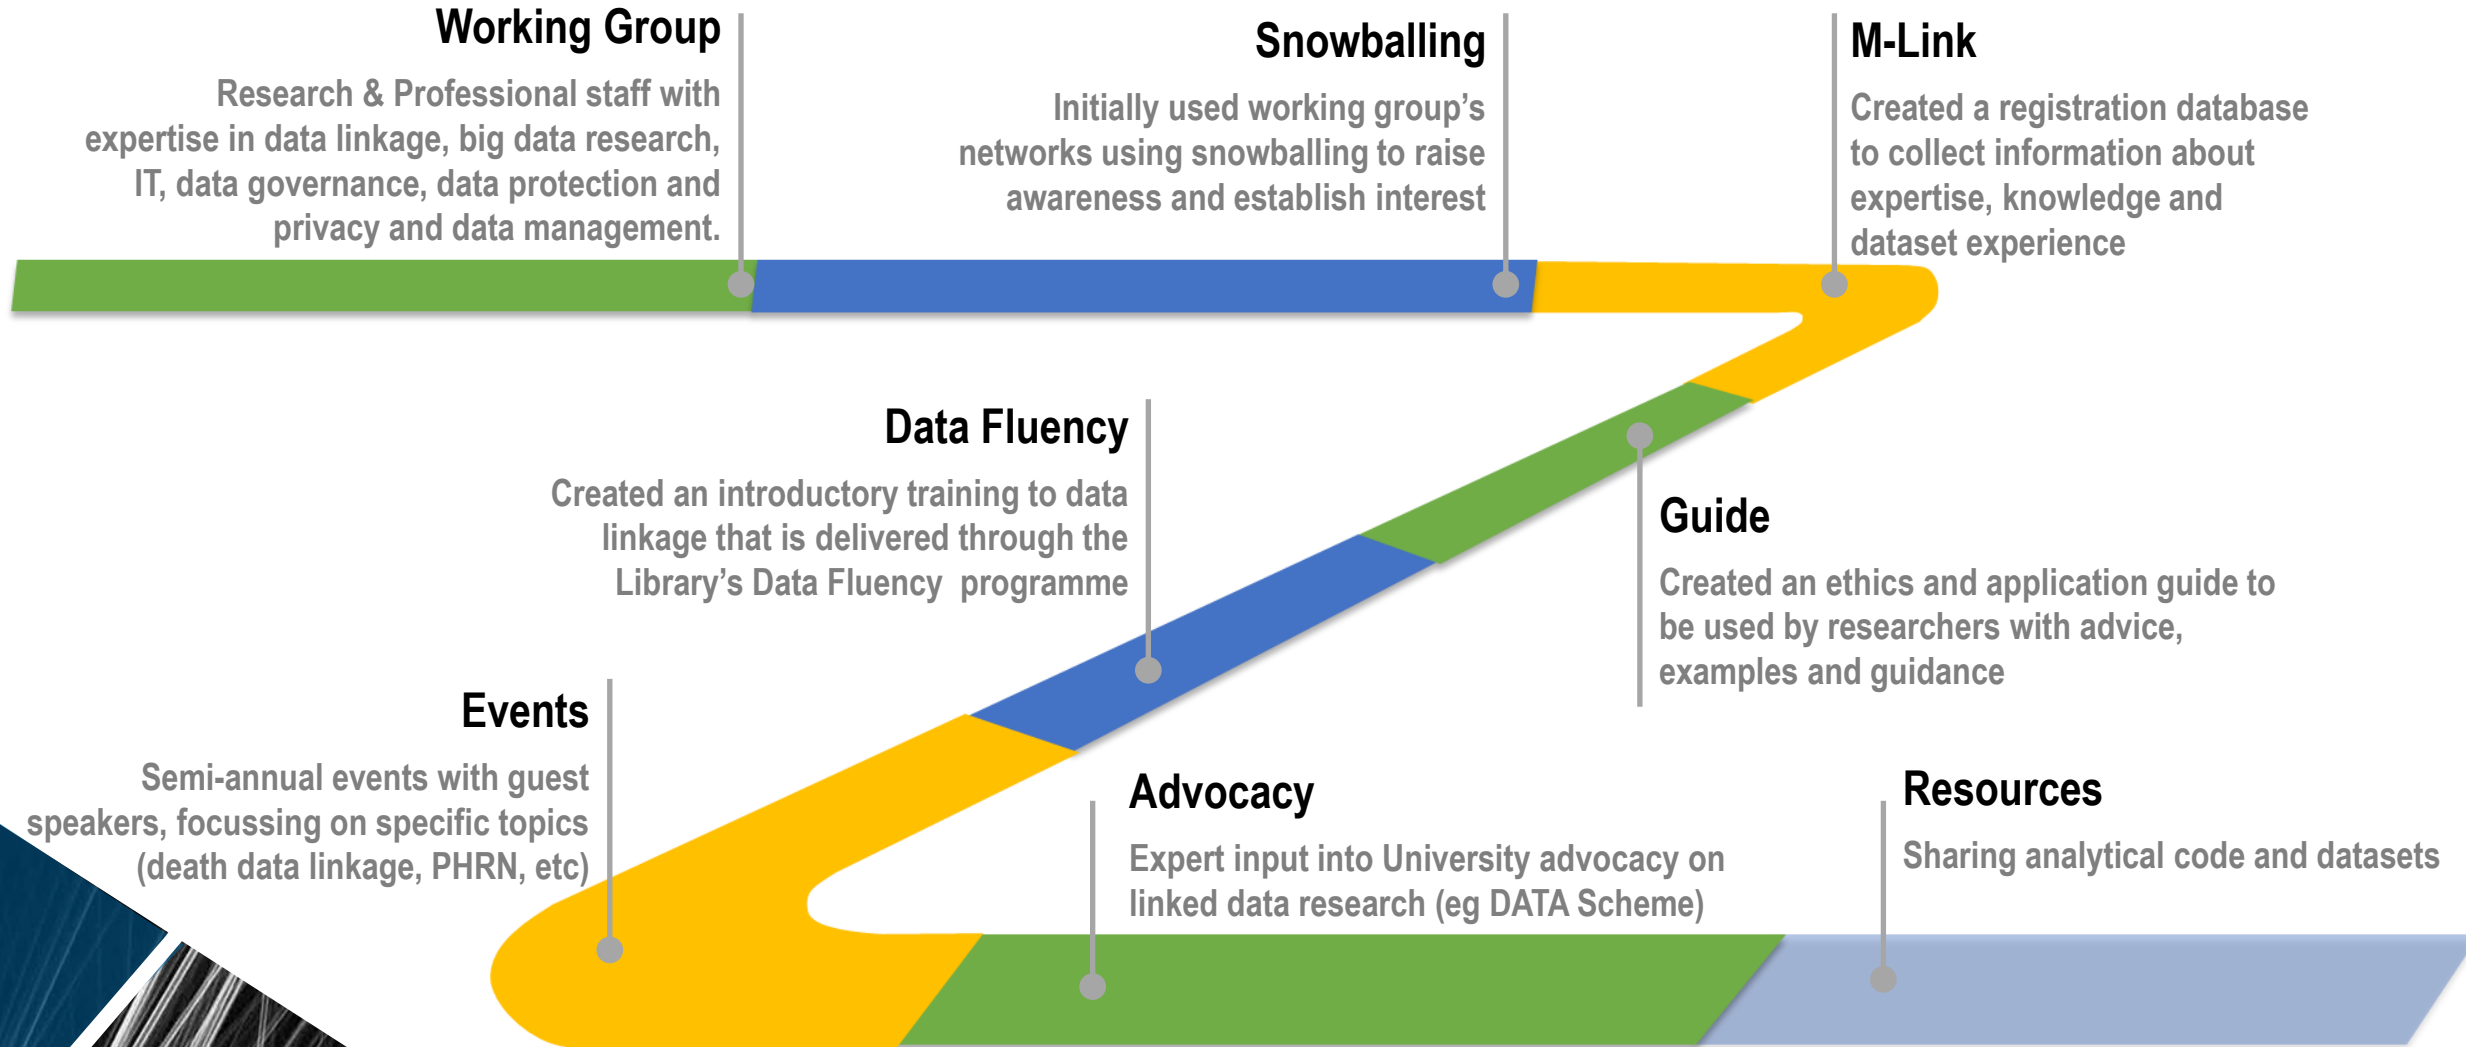 Working Group
Research & Professional staff with
expertise in data linkage, big data research,
IT, data governance, data protection and
privacy and data management.
Snowballing
Initially used working group’s
networks using snowballing to raise
awareness and establish interest
M-Link
Created a registration database
to collect information about
expertise, knowledge and
dataset experience
Guide
Created an ethics and application guide to
be used by researchers with advice,
examples and guidance
Data Fluency
Created an introductory training to data
linkage that is delivered through the
Library’s Data Fluency  programme
Events
Semi-annual events with guest
speakers, focussing on specific topics
(death data linkage, PHRN, etc)
Advocacy
Expert input into University advocacy on
linked data research (eg DATA Scheme)
Resources
Sharing analytical code and datasets